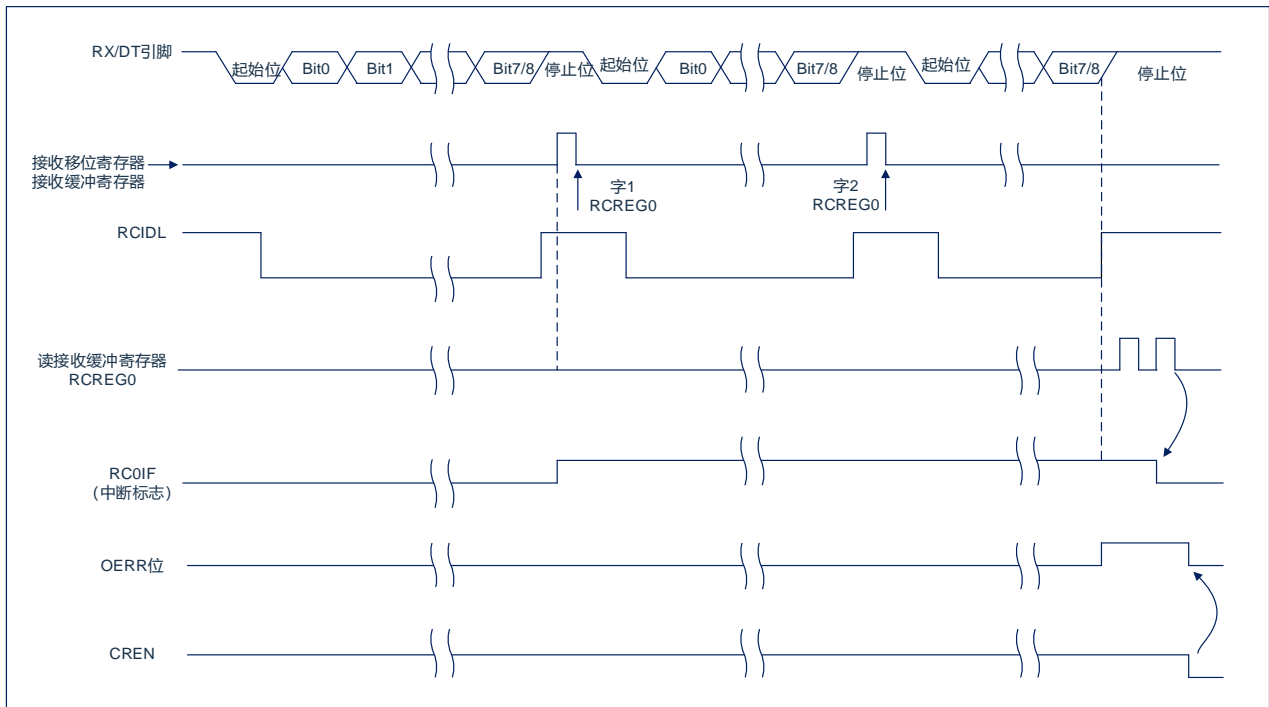 RX/DT引脚
起始位 Bit0 Bit1 Bit7/8 停止位 起始位 Bit0 Bit7/8 停止位 起始位 Bit7/8 停止位
接收移位寄存器
接收缓冲寄存器
字1
RCREG0
字2
RCREG0
RCIDL
读接收缓冲寄存器
RCREG0
RC0IF
(中断标志)
OERR位
CREN